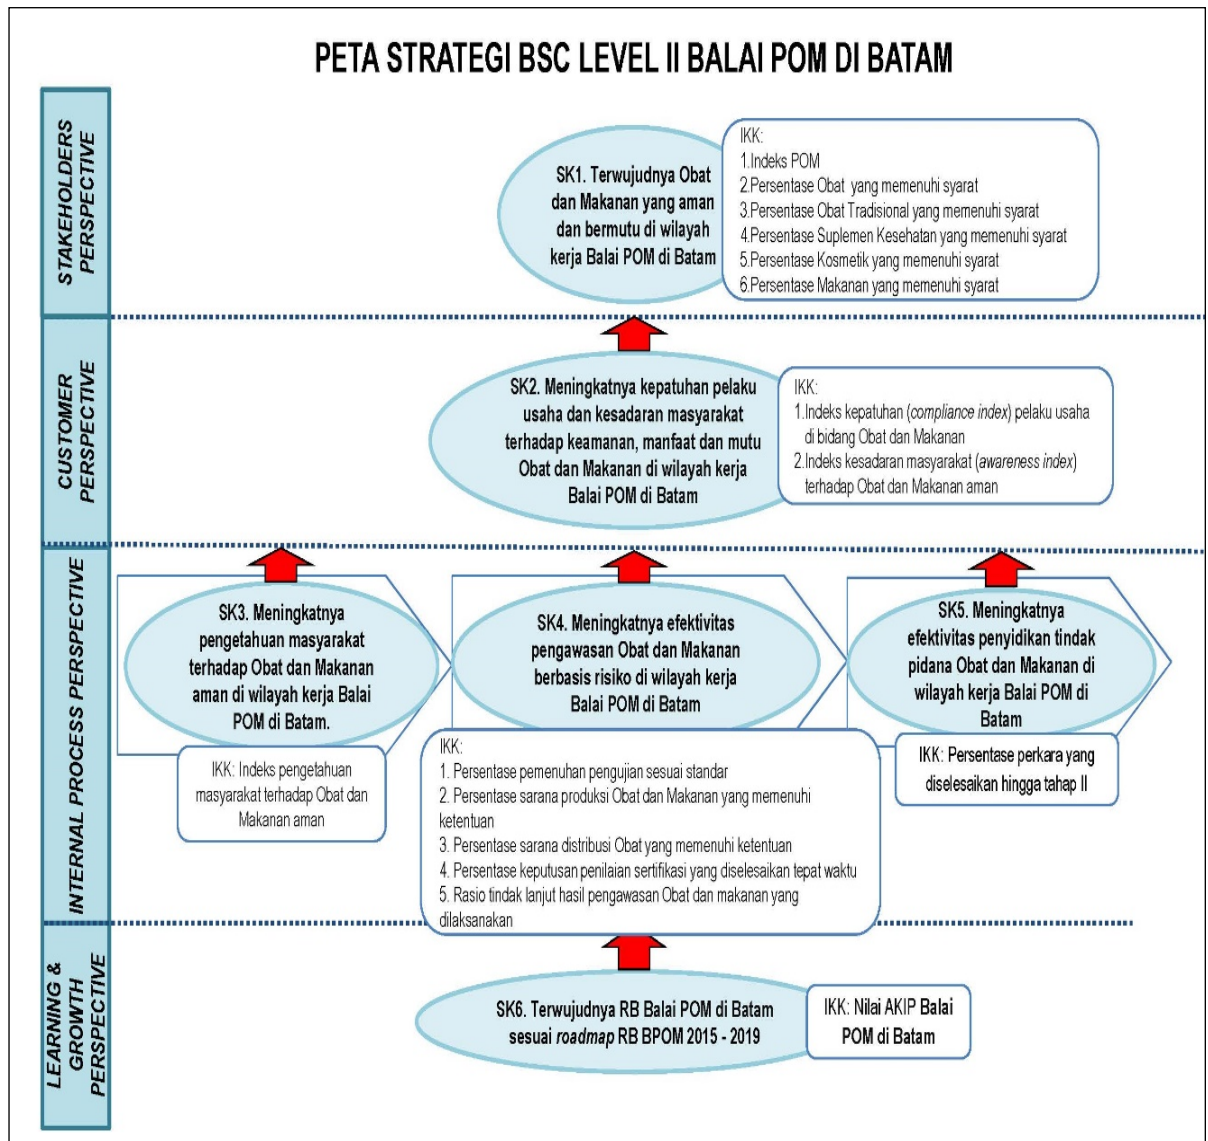 PETA STRATEGI BSC LEVEL II BALAI POM DI BATAM
STAKEHOLDERS
PERSPECTIVE
SK1. Terwujudnya Obat
dan Makanan yang aman
dan bermutu di wilayah
kerja Balai POM di Batam
IKK:
1.Indeks POM
2.Persentase Obat yang memenuhi syarat
3.Persentase Obat Tradisional yang memenuhi syarat
4.Persentase Suplemen Kesehatan yang memenuhi syarat
5.Persentase Kosmetik yang memenuhi syarat
6.Persentase Makanan yang memenuhi syarat
CUSTOMER
PERSPECTIVE
SK2. Meningkatnya kepatuhan pelaku
usaha dan kesadaran masyarakat
terhadap keamanan, manfaat dan mutu
Obat dan Makanan di wilayah kerja
Balai POM di Batam
IKK:
1.Indeks kepatuhan (compliance index) pelaku usaha
di bidang Obat dan Makanan
2.Indeks kesadaran masyarakat (awareness index)
terhadap Obat dan Makanan aman
INTERNAL PROCESS PERSPECTIVE
SK3. Meningkatnya
pengetahuan masyarakat
terhadap Obat dan Makanan
aman di wilayah kerja Balai
POM di Batam.
IKK: Indeks pengetahuan
masyarakat terhadap Obat dan
Makanan aman
SK4. Meningkatnya efektivitas
pengawasan Obat dan Makanan
berbasis risiko di wilayah kerja
Balai POM di Batam
IKK:
1. Persentase pemenuhan pengujian sesuai standar
2. Persentase sarana produksi Obat dan Makanan yang memenuhi
ketentuan
3. Persentase sarana distribusi Obat yang memenuhi ketentuan
4. Persentase keputusan penilaian sertifikasi yang diselesaikan tepat waktu
5. Rasio tindak lanjut hasil pengawasan Obat dan makanan yang
dilaksanakan
SK5. Meningkatnya
efektivitas penyidikan tindak
pidana Obat dan Makanan di
wilayah kerja Balai POM di
Batam
IKK: Persentase perkara yang
diselesaikan hingga tahap II
LEARNING &
GROWTH
PERSPECTIVE
SK6. Terwujudnya RB Balai POM di Batam
sesuai roadmap RB BPOM 2015 - 2019
IKK: Nilai AKIP Balai
POM di Batam